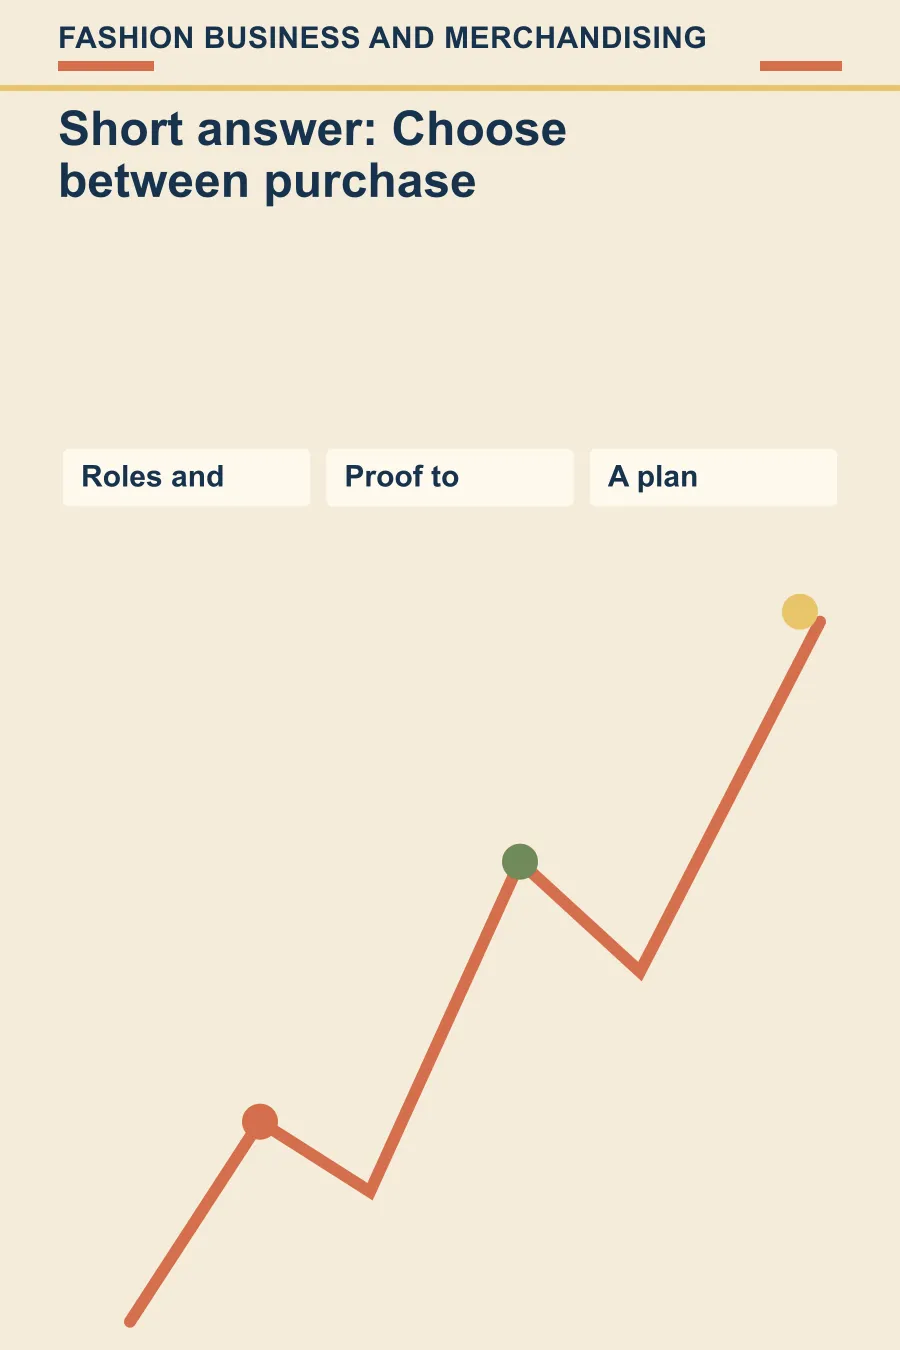 FASHION BUSINESS AND MERCHANDISING
Short answer: Choose
between purchase
Roles and
Proof to
A plan